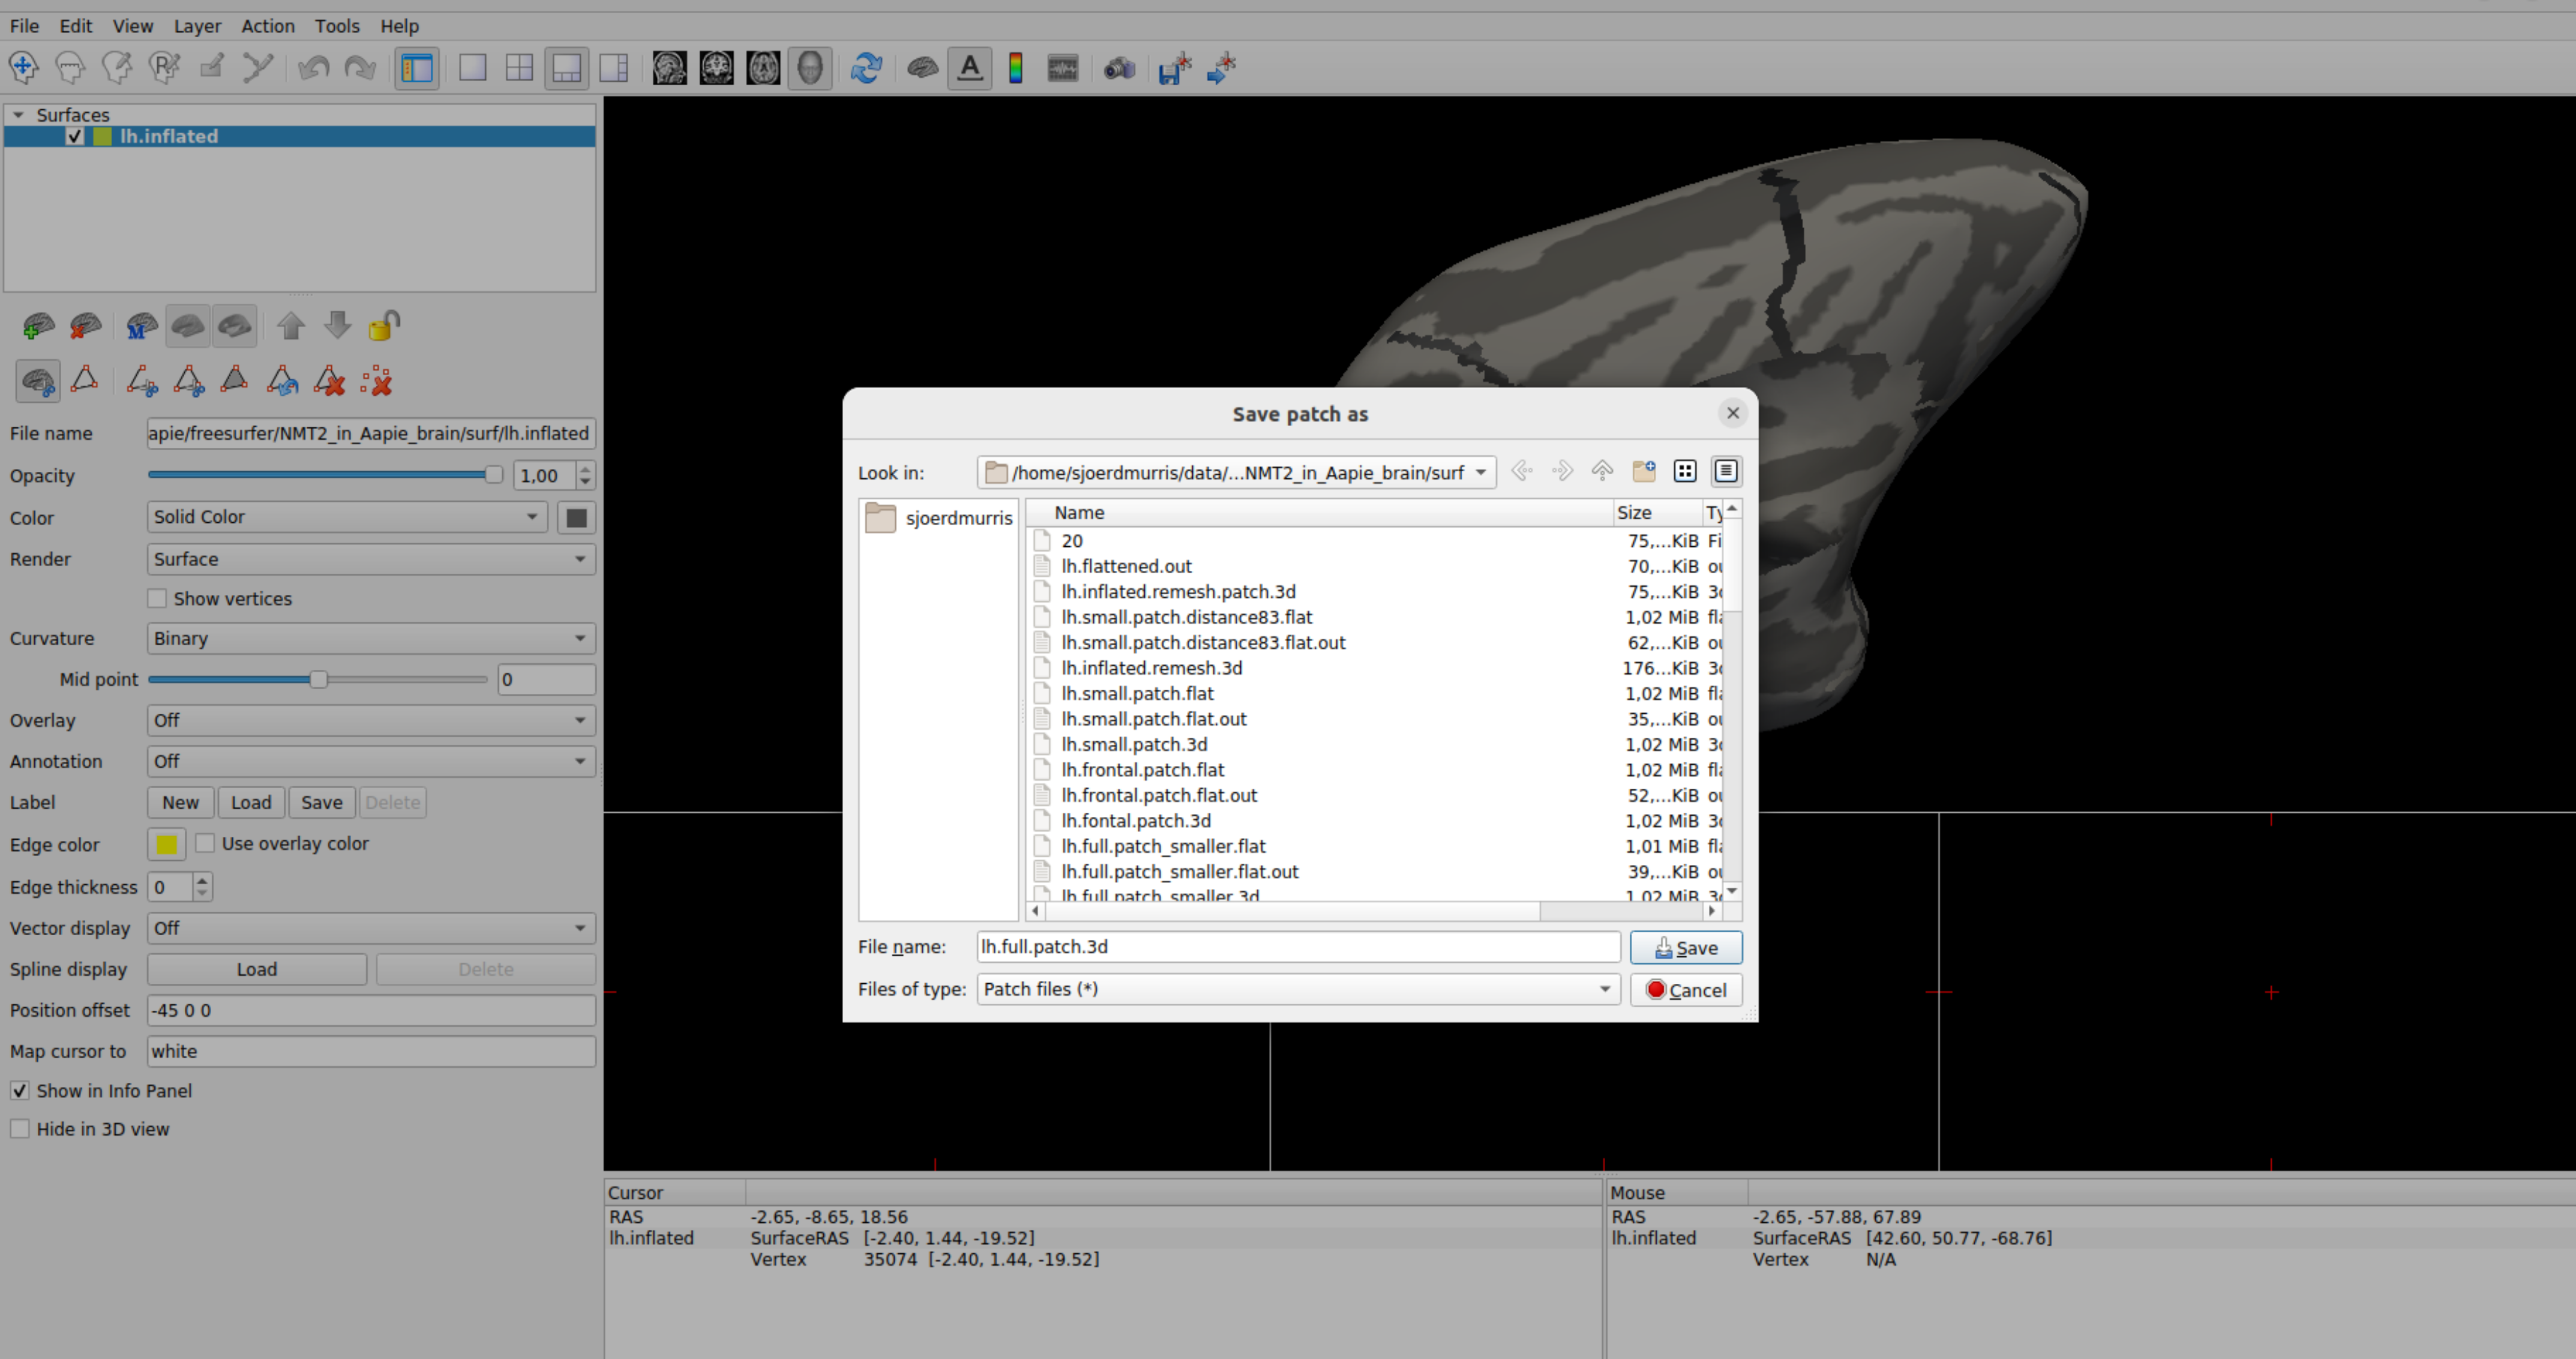 File Edit View Layer Action Tools Help
Surfaces
lh.inflated
File name apie/freesurfer/NMT2_in_Aapie_brain/surf/lh.inflated
Opacity 1,00
Color Solid Color
Render Surface
Show vertices
Curvature Binary
Mid point 0
Overlay Off
Annotation Off
Label New Load Save Delete
Edge color Use overlay color
Edge thickness 0
Vector display Off
Spline display Load Delete
Position offset -45 0 0
Map cursor to white
Show in Info Panel
Hide in 3D view
Save patch as
Look in: /home/sjoerdmurris/data/...NMT2_in_Aapie_brain/surf
sjoerdmurris
Name Size Ty
20 75,...KiB Fi
lh.flattened.out 70,...KiB ou
lh.inflated.remesh.patch.3d 75,...KiB 3d
lh.small.patch.distance83.flat 1,02 MiB fla
lh.small.patch.distance83.flat.out 62,...KiB ou
lh.inflated.remesh.3d 176...KiB 3d
lh.small.patch.flat 1,02 MiB fla
lh.small.patch.flat.out 35,...KiB ou
lh.small.patch.3d 1,02 MiB 3d
lh.frontal.patch.flat 1,02 MiB fla
lh.frontal.patch.flat.out 52,...KiB ou
lh.fontal.patch.3d 1,02 MiB 3d
lh.full.patch_smaller.flat 1,01 MiB fla
lh.full.patch_smaller.flat.out 39,...KiB ou
lh.full.patch_smaller.3d 1,02 MiB 3d
File name: lh.full.patch.3d Save
Files of type: Patch files (*) Cancel
Cursor
RAS -2.65, -8.65, 18.56
lh.inflated SurfaceRAS [-2.40, 1.44, -19.52]
Vertex 35074 [-2.40, 1.44, -19.52]
Mouse
RAS -2.65, -57.88, 67.89
lh.inflated SurfaceRAS [42.60, 50.77, -68.76]
Vertex N/A